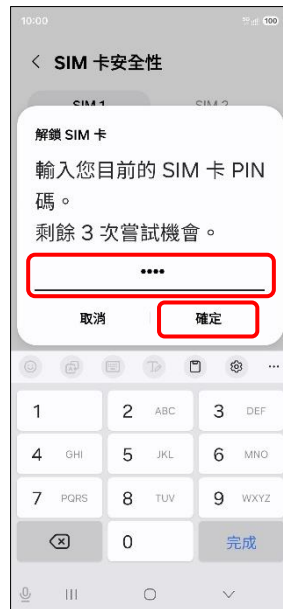 10:00
100
SIM 卡安全性
SIM 1 SIM 2
解鎖 SIM 卡
輸入您目前的 SIM 卡 PIN
碼。
剩餘 3 次嘗試機會。
••••
取消 確定
1 2 ABC 3 DEF
4 GHI 5 JKL 6 MNO
7 PQRS 8 TUV 9 WXYZ
0 完成